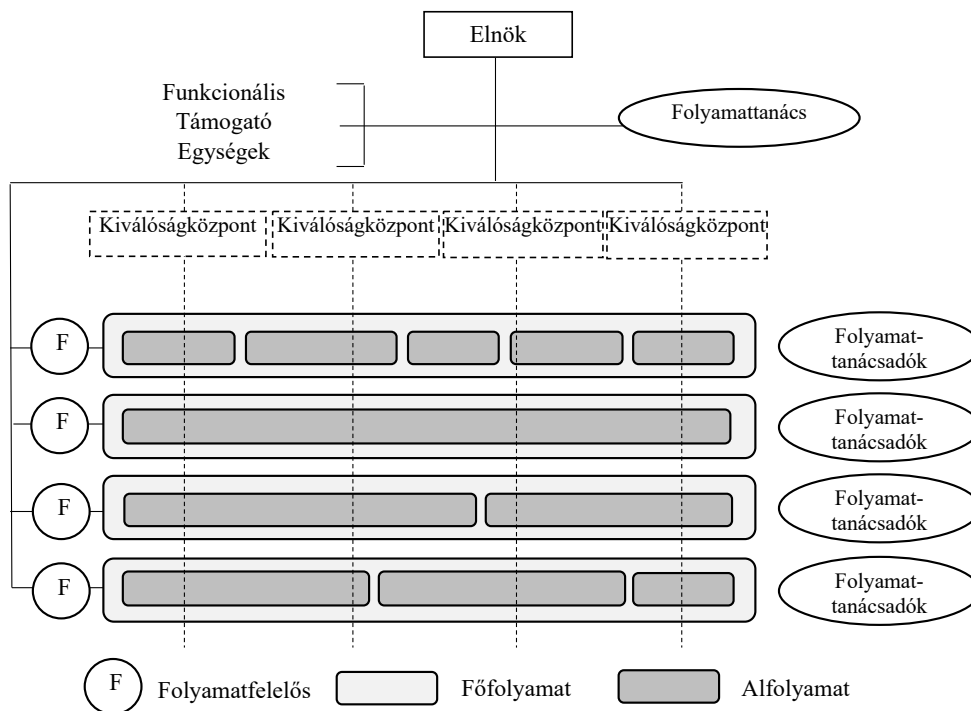 Elnök
Funkcionális
Támogató
Egységek
Folyamattanács
Kiválóságközpont Kiválóságközpont Kiválóságközpont Kiválóságközpont
F
Folyamat-
tanácsadók
F
Folyamat-
tanácsadók
F
Folyamat-
tanácsadók
F
Folyamat-
tanácsadók
F Folyamatfelelős Főfolyamat Alfolyamat